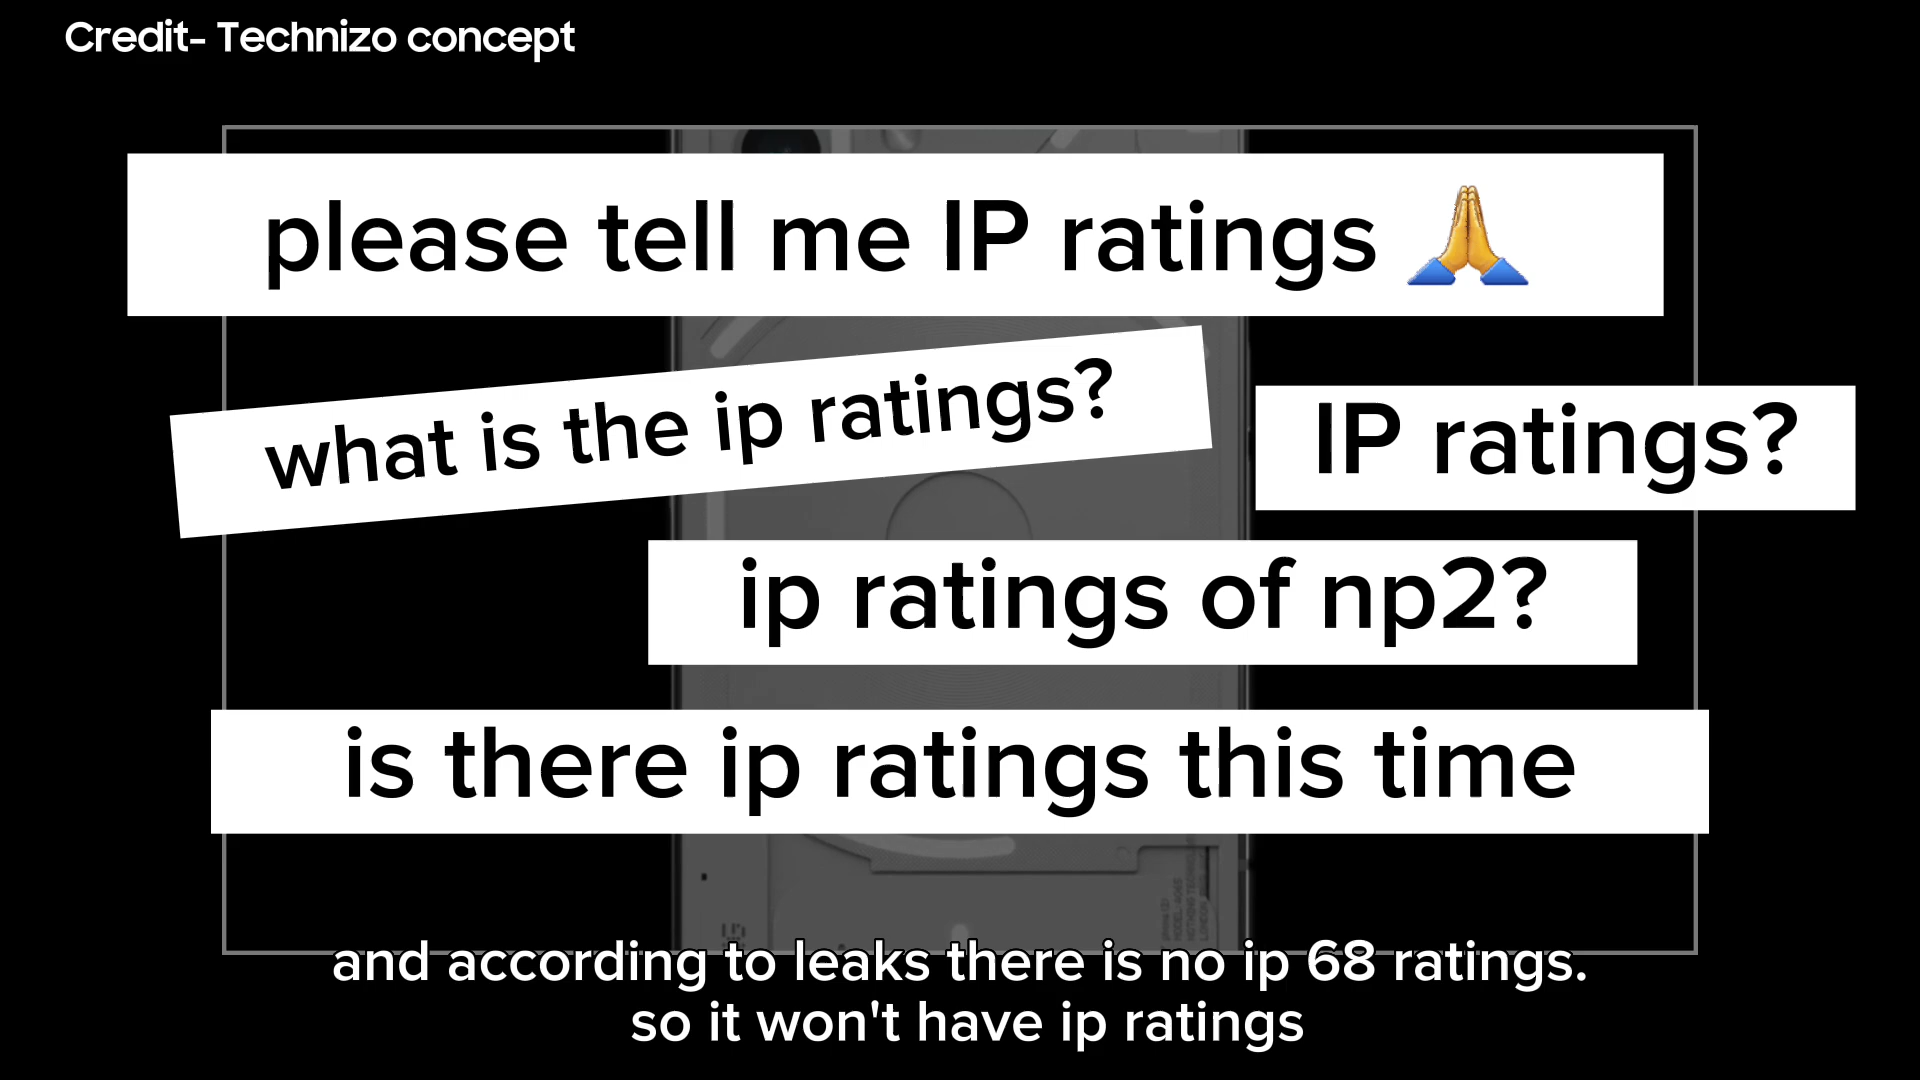 Credit- Technizo concept
please tell me IP ratings 🙏
what is the ip ratings?
IP ratings?
ip ratings of np2?
is there ip ratings this time
and according to leaks there is no ip 68 ratings.
so it won't have ip ratings